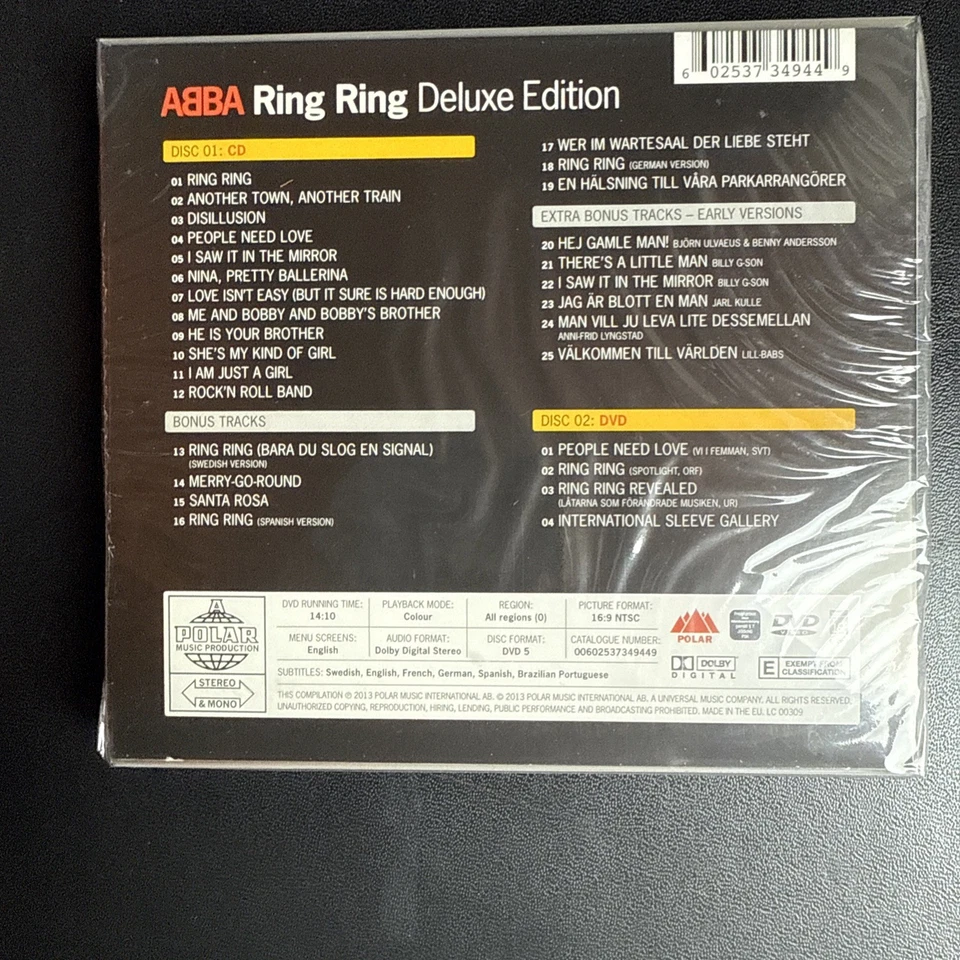 6 02537 34944 9
ABBA Ring Ring Deluxe Edition
DISC 01: CD
01 RING RING
02 ANOTHER TOWN, ANOTHER TRAIN
03 DISILLUSION
04 PEOPLE NEED LOVE
05 I SAW IT IN THE MIRROR
06 NINA, PRETTY BALLERINA
07 LOVE ISN'T EASY (BUT IT SURE IS HARD ENOUGH)
08 ME AND BOBBY AND BOBBY'S BROTHER
09 HE IS YOUR BROTHER
10 SHE'S MY KIND OF GIRL
11 I AM JUST A GIRL
12 ROCK'N ROLL BAND
BONUS TRACKS
13 RING RING (BARA DU SLOG EN SIGNAL)
(SWEDISH VERSION)
14 MERRY-GO-ROUND
15 SANTA ROSA
16 RING RING (SPANISH VERSION)
17 WER IM WARTESAAL DER LIEBE STEHT
18 RING RING (GERMAN VERSION)
19 EN HÄLSNING TILL VÅRA PARKARRANGÖRER
EXTRA BONUS TRACKS – EARLY VERSIONS
20 HEJ GAMLE MAN! BJÖRN ULVAEUS & BENNY ANDERSSON
21 THERE'S A LITTLE MAN BILLY G-SON
22 I SAW IT IN THE MIRROR BILLY G-SON
23 JAG ÄR BLOTT EN MAN JARL KULLE
24 MAN VILL JU LEVA LITE DESSEMELLAN
ANNI-FRID LYNGSTAD
25 VÄLKOMMEN TILL VÄRLDEN LILL-BABS
DISC 02: DVD
01 PEOPLE NEED LOVE (VI I FEMMAN, SVT)
02 RING RING (SPOTLIGHT, ORF)
03 RING RING REVEALED
(LÅTARNA SOM FÖRÄNDRADE MUSIKEN, UR)
04 INTERNATIONAL SLEEVE GALLERY
A
POLAR
MUSIC PRODUCTION
STEREO
& MONO
DVD RUNNING TIME:
14:10
PLAYBACK MODE:
Colour
REGION:
All regions (0)
PICTURE FORMAT:
16:9 NTSC
MENU SCREENS:
English
AUDIO FORMAT:
Dolby Digital Stereo
DISC FORMAT:
DVD 5
CATALOGUE NUMBER:
00602537349449
SUBTITLES: Swedish, English, French, German, Spanish, Brazilian Portuguese
THIS COMPILATION ℗ 2013 POLAR MUSIC INTERNATIONAL AB. © 2013 POLAR MUSIC INTERNATIONAL AB. A UNIVERSAL MUSIC COMPANY. ALL RIGHTS RESERVED.
UNAUTHORIZED COPYING, REPRODUCTION, HIRING, LENDING, PUBLIC PERFORMANCE AND BROADCASTING PROHIBITED. MADE IN THE EU. LC 00309
POLAR
DVD
VIDEO
DOLBY
DIGITAL
E EXEMPT FROM
CLASSIFICATION